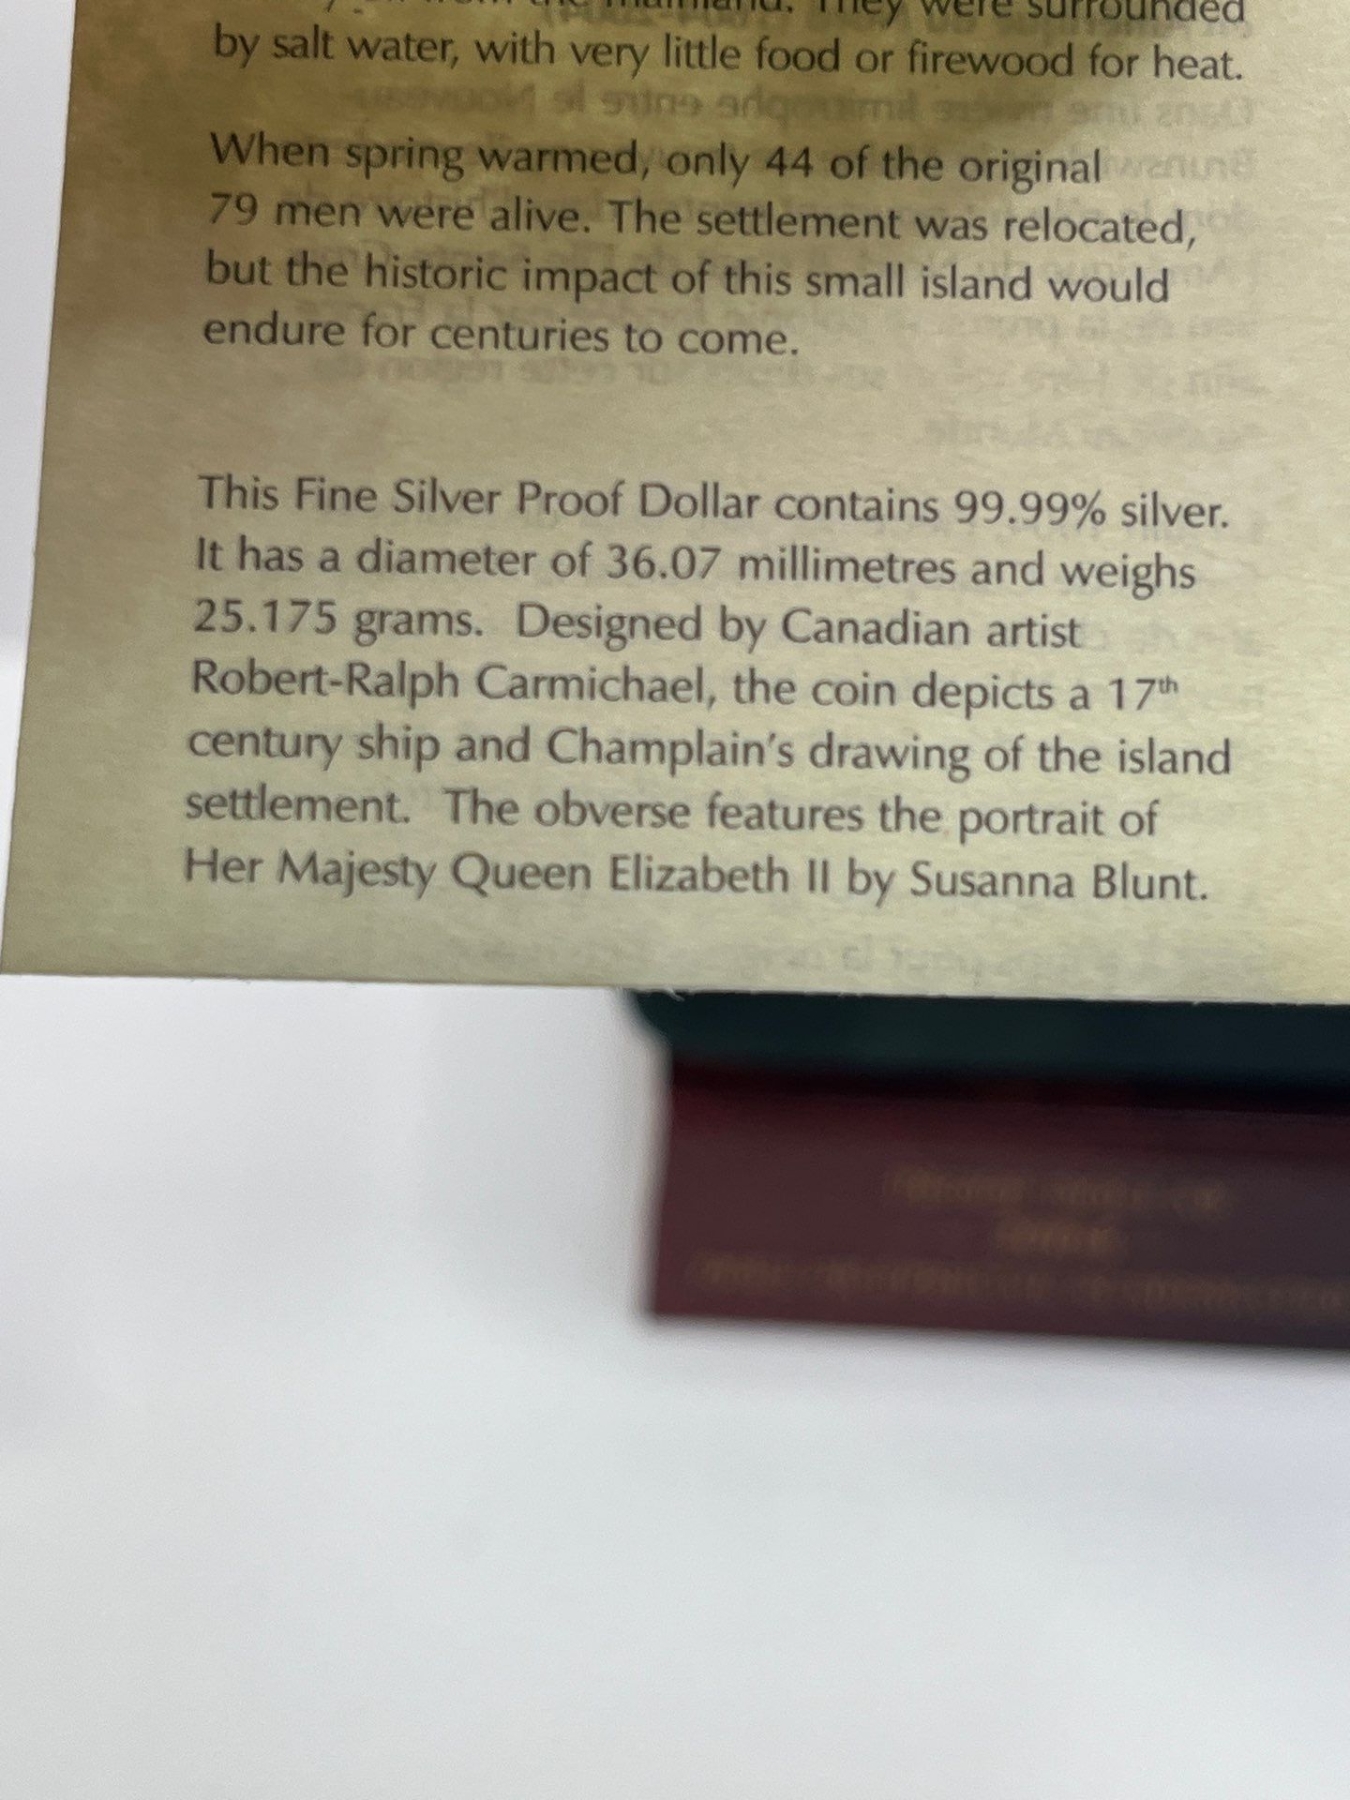 the mainland. They were surrounded
by salt water, with very little food or firewood for heat.
When spring warmed, only 44 of the original
79 men were alive. The settlement was relocated,
but the historic impact of this small island would
endure for centuries to come.
This Fine Silver Proof Dollar contains 99.99% silver.
It has a diameter of 36.07 millimetres and weighs
25.175 grams. Designed by Canadian artist
Robert-Ralph Carmichael, the coin depicts a 17th
century ship and Champlain's drawing of the island
settlement. The obverse features the portrait of
Her Majesty Queen Elizabeth II by Susanna Blunt.